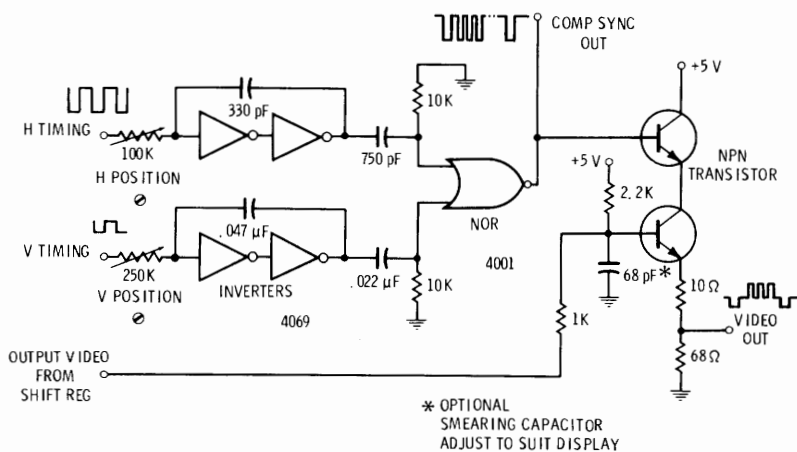 COMP SYNC
OUT
+5 V
H TIMING
100K
H POSITION
330 pF
750 pF
10K
NPN
TRANSISTOR
+5 V
2.2K
NOR
4001
V TIMING
250K
V POSITION
.047 µF
INVERTERS
4069
.022 µF
10K
68 pF*
1K
10Ω
VIDEO
OUT
68Ω
OUTPUT VIDEO
FROM
SHIFT REG
* OPTIONAL
SMEARING CAPACITOR
ADJUST TO SUIT DISPLAY